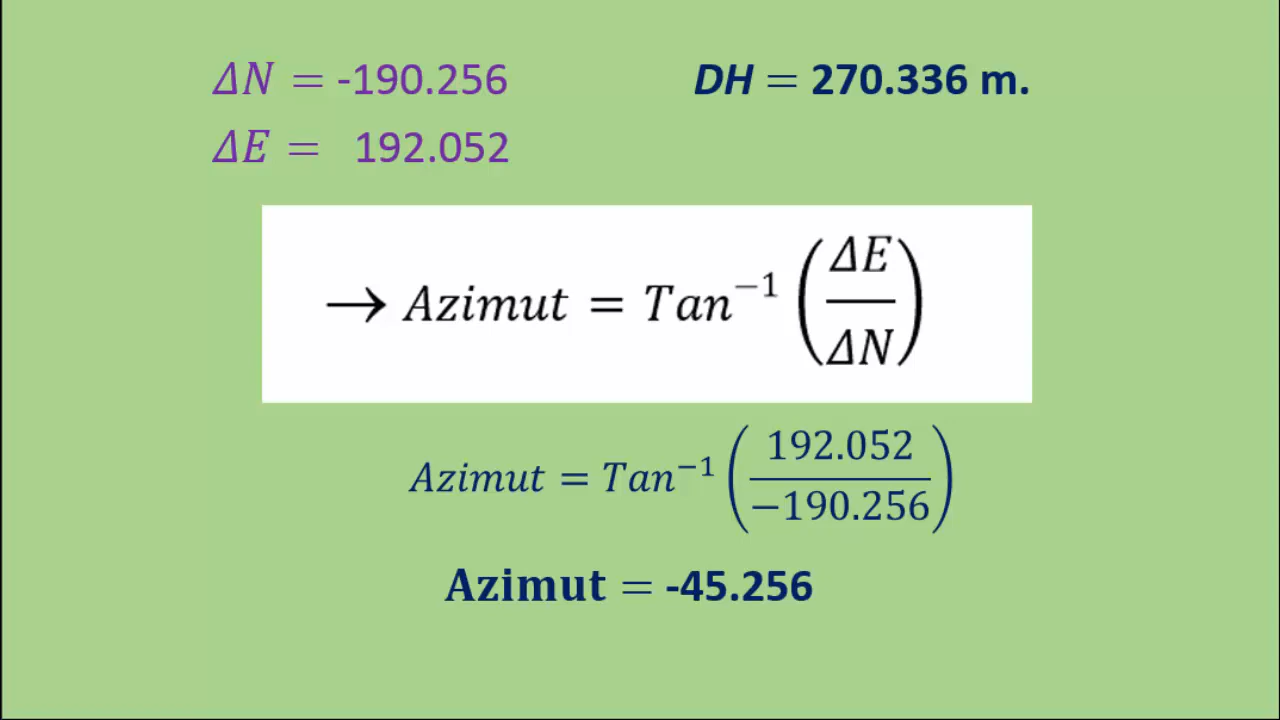 ΔN = -190.256
DH = 270.336 m.
ΔE = 192.052
→ Azimut = Tan⁻¹ (ΔE/ΔN)
Azimut = Tan⁻¹ (192.052/−190.256)
Azimut = -45.256